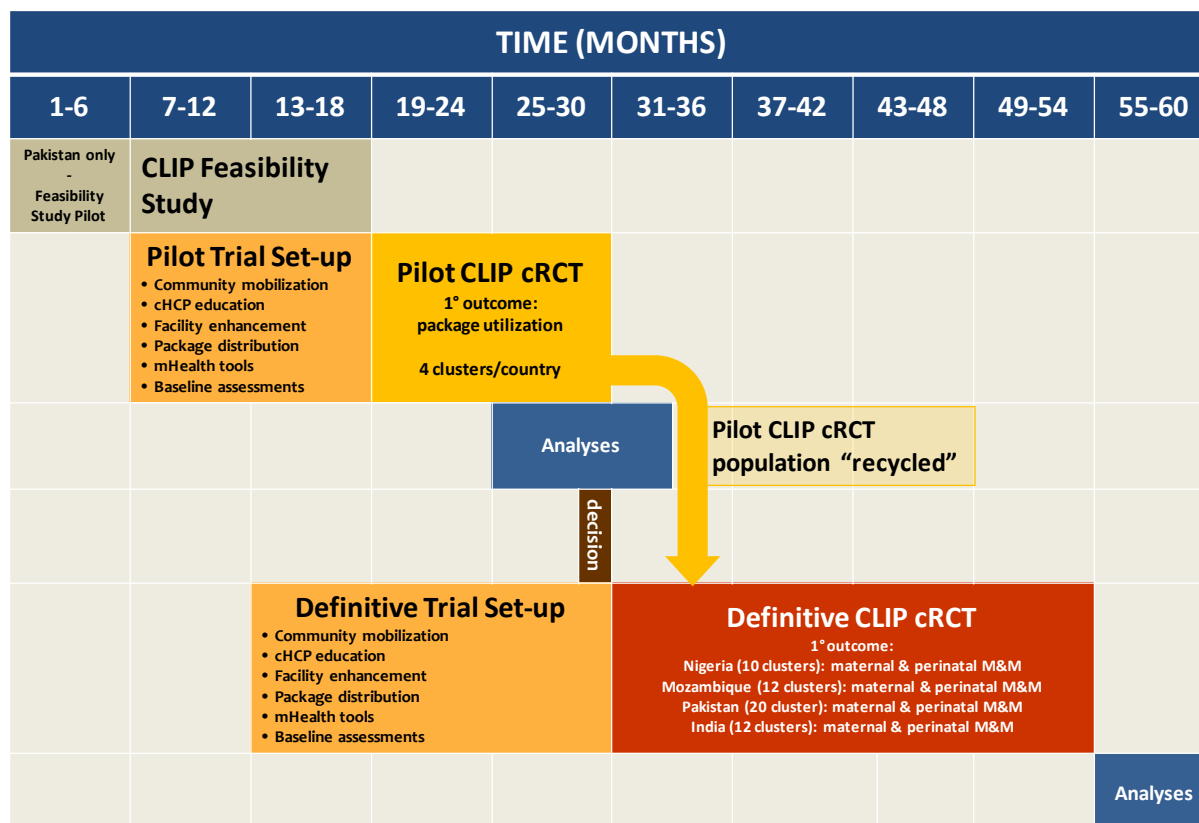 TIME (MONTHS)
1-6 7-12 13-18 19-24 25-30 31-36 37-42 43-48 49-54 55-60
Pakistan only
-
Feasibility
Study Pilot
CLIP Feasibility
Study
Pilot Trial Set-up
• Community mobilization
• cHCP education
• Facility enhancement
• Package distribution
• mHealth tools
• Baseline assessments
Pilot CLIP cRCT
1° outcome:
package utilization
4 clusters/country
Analyses
Pilot CLIP cRCT
population “recycled”
decision
Definitive Trial Set-up
• Community mobilization
• cHCP education
• Facility enhancement
• Package distribution
• mHealth tools
• Baseline assessments
Definitive CLIP cRCT
1° outcome:
Nigeria (10 clusters): maternal & perinatal M&M
Mozambique (12 clusters): maternal & perinatal M&M
Pakistan (20 cluster): maternal & perinatal M&M
India (12 clusters): maternal & perinatal M&M
Analyses